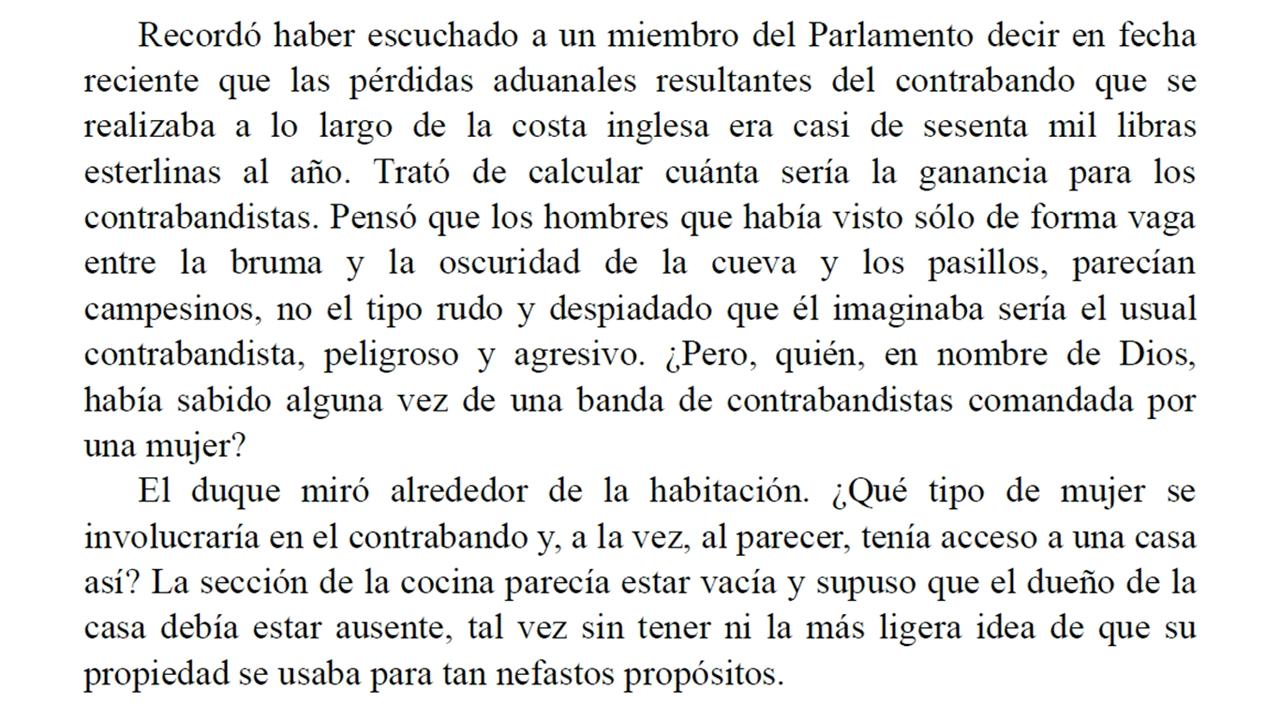 Recordó haber escuchado a un miembro del Parlamento decir en fecha
reciente que las pérdidas aduanales resultantes del contrabando que se
realizaba a lo largo de la costa inglesa era casi de sesenta mil libras
esterlinas al año. Trató de calcular cuánta sería la ganancia para los
contrabandistas. Pensó que los hombres que había visto sólo de forma vaga
entre la bruma y la oscuridad de la cueva y los pasillos, parecían
campesinos, no el tipo rudo y despiadado que él imaginaba sería el usual
contrabandista, peligroso y agresivo. ¿Pero, quién, en nombre de Dios,
había sabido alguna vez de una banda de contrabandistas comandada por
una mujer?
El duque miró alrededor de la habitación. ¿Qué tipo de mujer se
involucraría en el contrabando y, a la vez, al parecer, tenía acceso a una casa
así? La sección de la cocina parecía estar vacía y supuso que el dueño de la
casa debía estar ausente, tal vez sin tener ni la más ligera idea de que su
propiedad se usaba para tan nefastos propósitos.